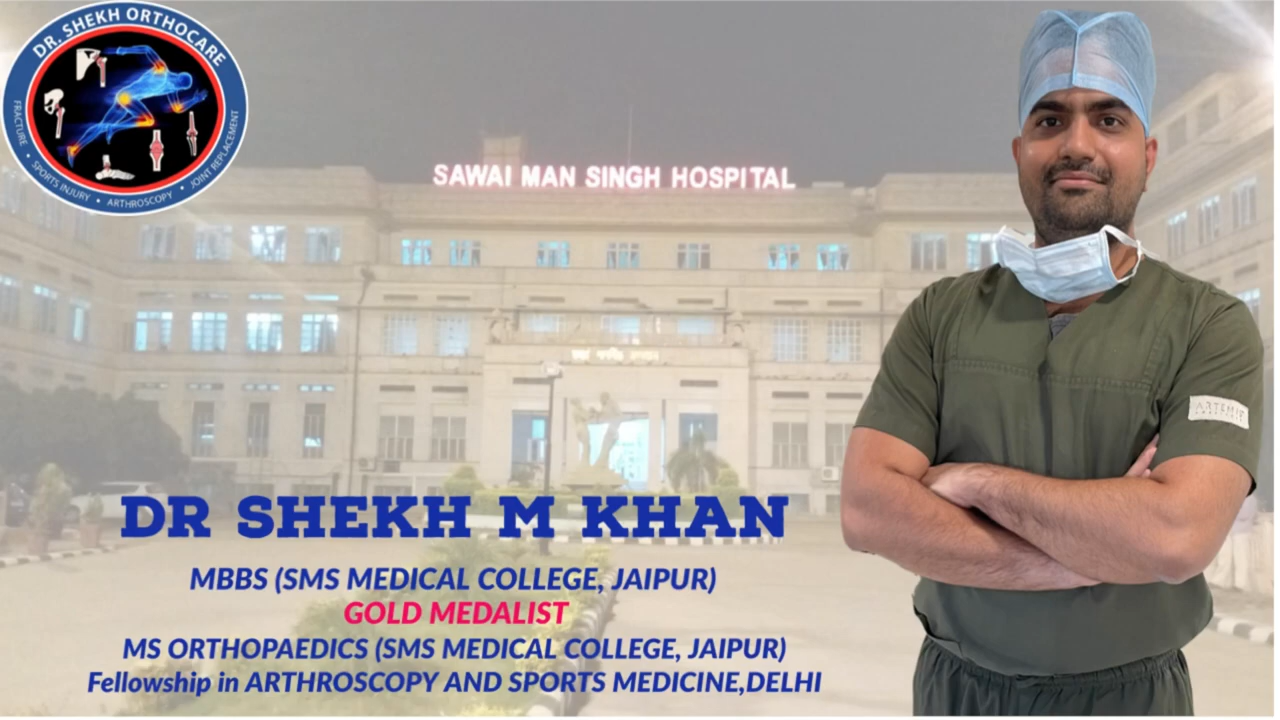 DR. SHEKH ORTHOCARE
FRACTURE • SPORTS INJURY • ARTHROSCOPY • JOINT REPLACEMENT
SAWAI MAN SINGH HOSPITAL
DR SHEKH M KHAN
MBBS (SMS MEDICAL COLLEGE, JAIPUR)
GOLD MEDALIST
MS ORTHOPAEDICS (SMS MEDICAL COLLEGE, JAIPUR)
Fellowship in ARTHROSCOPY AND SPORTS MEDICINE,DELHI